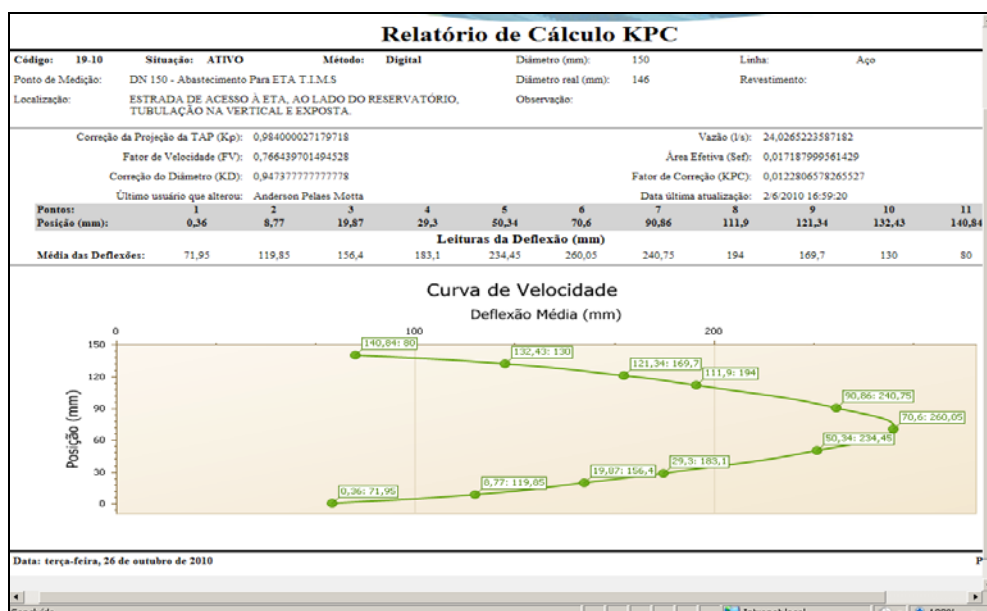 Relatório de Cálculo KPC
Código: 19-10 Situação: ATIVO Método: Digital Diâmetro (mm): 150 Linha: Aço
Ponto de Medição: DN 150 - Abastecimento Para ETA T.I.M.S Diâmetro real (mm): 146 Revestimento:
Localização: ESTRADA DE ACESSO À ETA, AO LADO DO RESERVATÓRIO, Observação:
TUBULAÇÃO NA VERTICAL E EXPOSTA.
Correção da Projeção da TAP (Kp): 0,984000027179718 Vazão (l/s): 24,0265223587182
Fator de Velocidade (FV): 0,766439701494528 Área Efetiva (Sef): 0,017187999561429
Correção do Diâmetro (KD): 0,947377777777778 Fator de Correção (KPC): 0,0122806578265527
Último usuário que alterou: Anderson Pelaes Motta Data última atualização: 2/6/2010 16:59:20
Pontos: 1 2 3 4 5 6 7 8 9 10 11
Posição (mm): 0,36 8,77 19,87 29,3 50,34 70,6 90,86 111,9 121,34 132,43 140,84
Leituras da Deflexão (mm)
Média das Deflexões: 71,95 119,85 156,4 183,1 234,45 260,05 240,75 194 169,7 130 80
Curva de Velocidade
Deflexão Média (mm)
0 100 200
150
140,84: 80
132,43: 130
121,34: 169,7
111,9: 194
120
90,86: 240,75
90
70,6: 260,05
Posição (mm)
60
50,34: 234,45
29,3: 183,1
30
19,87: 156,4
8,77: 119,85
0,36: 71,95
0
Data: terça-feira, 26 de outubro de 2010 P